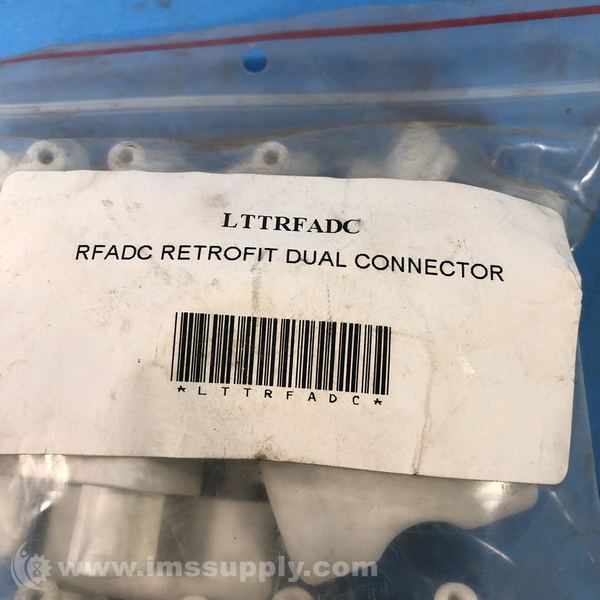 LTTRFADC
RFADC RETROFIT DUAL CONNECTOR
*LTTRFADC*
© www.imssupply.com